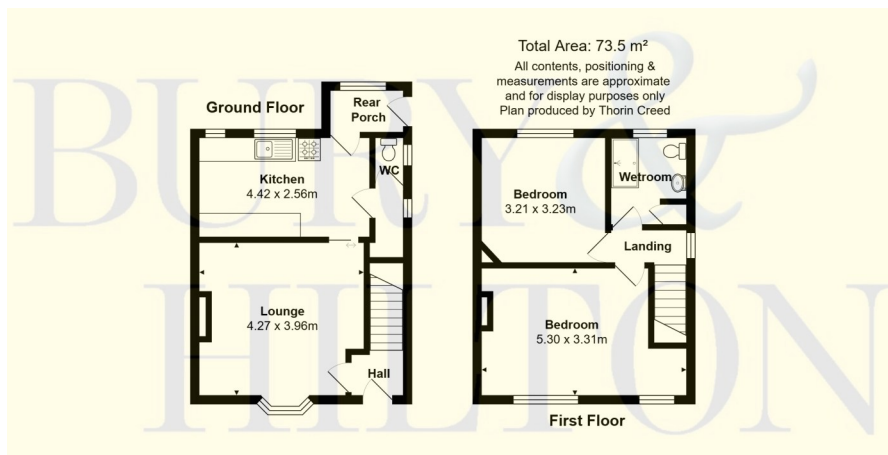 BURY &
HILTON
Total Area: 73.5 m²
All contents, positioning &
measurements are approximate
and for display purposes only
Plan produced by Thorin Creed
Ground Floor
Rear
Porch
WC
Kitchen
4.42 x 2.56m
Lounge
4.27 x 3.96m
Hall
Bedroom
3.21 x 3.23m
Wetroom
Landing
Bedroom
5.30 x 3.31m
First Floor